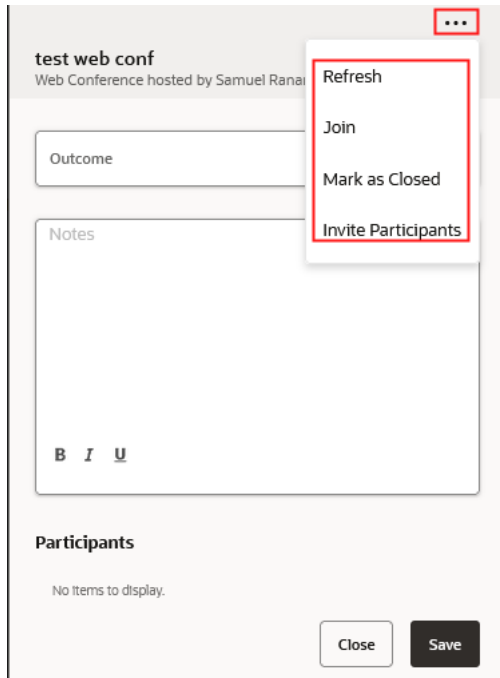 ...
test web conf
Web Conference hosted by Samuel
Refresh
Join
Mark as Closed
Invite Participants
Outcome
Notes
B I U
Participants
No items to display.
Close Save